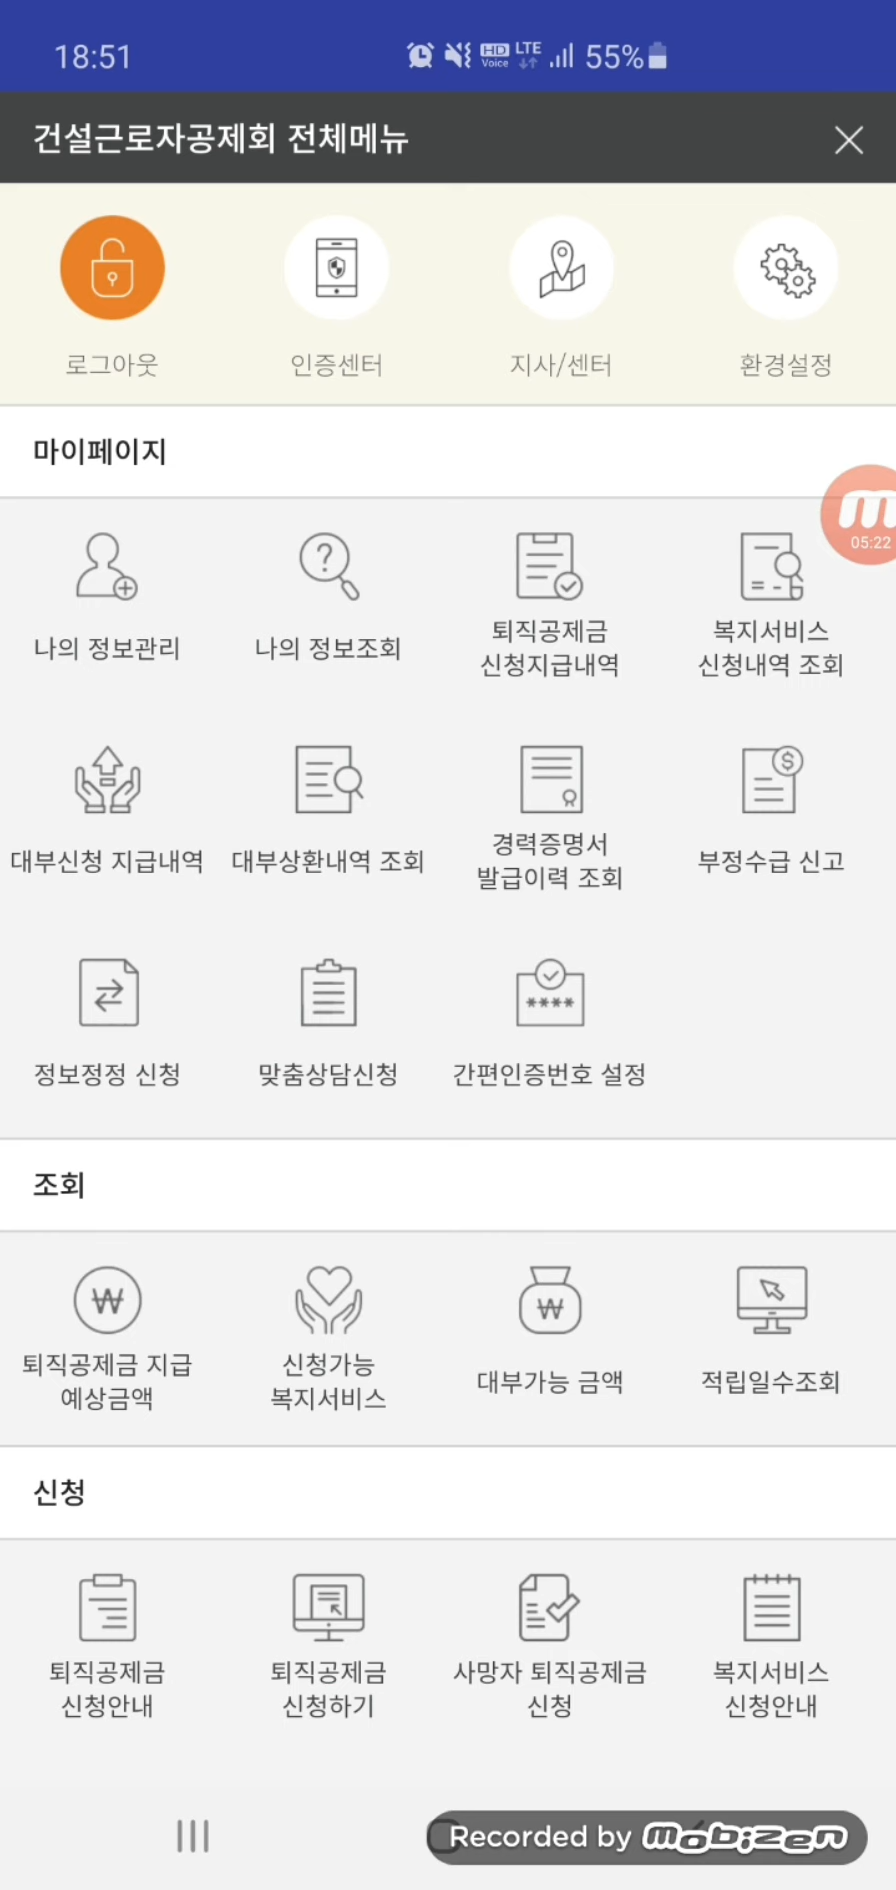 18:51
HD Voice LTE 55%
건설근로자공제회 전체메뉴
로그아웃 인증센터 지사/센터 환경설정
마이페이지
m
05:22
나의 정보관리 나의 정보조회 퇴직공제금 신청지급내역 복지서비스 신청내역 조회
대부신청 지급내역 대부상환내역 조회 경력증명서 발급이력 조회 부정수급 신고
****
정보정정 신청 맞춤상담신청 간편인증번호 설정
조회
퇴직공제금 지급 예상금액 신청가능 복지서비스 대부가능 금액 적립일수조회
신청
퇴직공제금 신청안내 퇴직공제금 신청하기 사망자 퇴직공제금 신청 복지서비스 신청안내
Recorded by mobizen